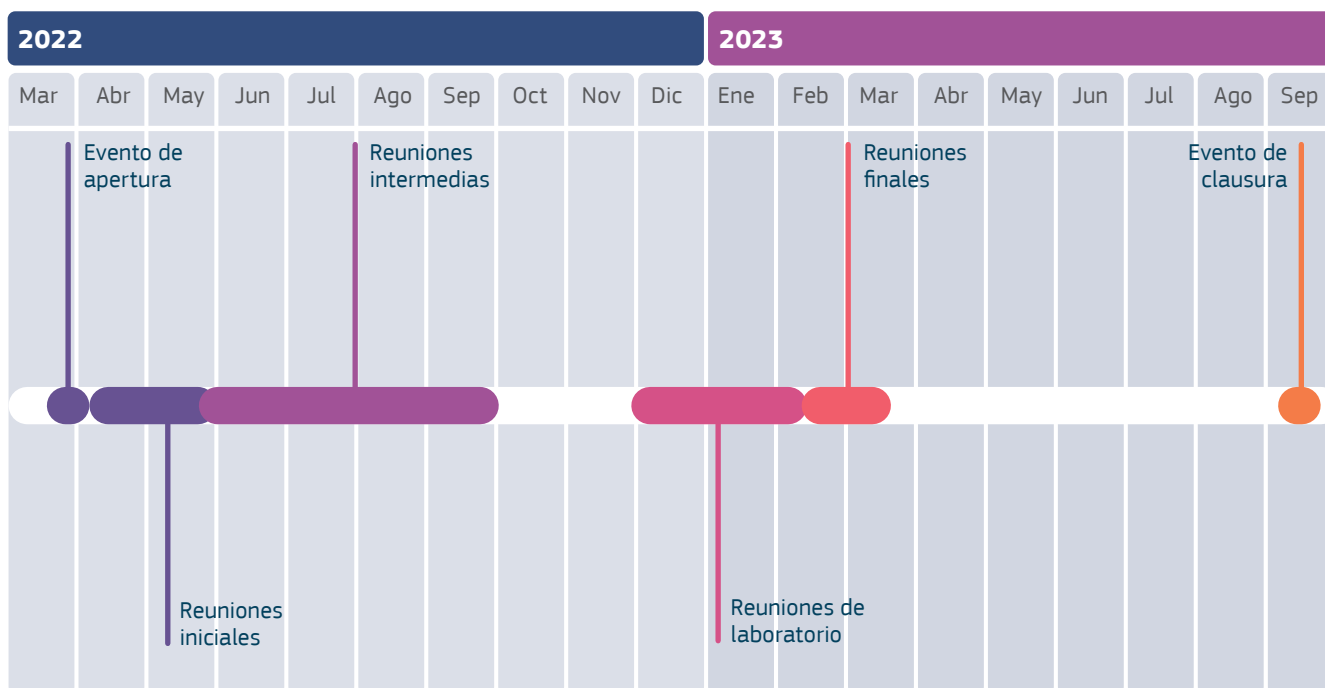 2022
2023
Mar Abr May Jun Jul Ago Sep Oct Nov Dic Ene Feb Mar Abr May Jun Jul Ago Sep
Evento de
apertura
Reuniones
intermedias
Reuniones
finales
Evento de
clausura
Reuniones
iniciales
Reuniones de
laboratorio